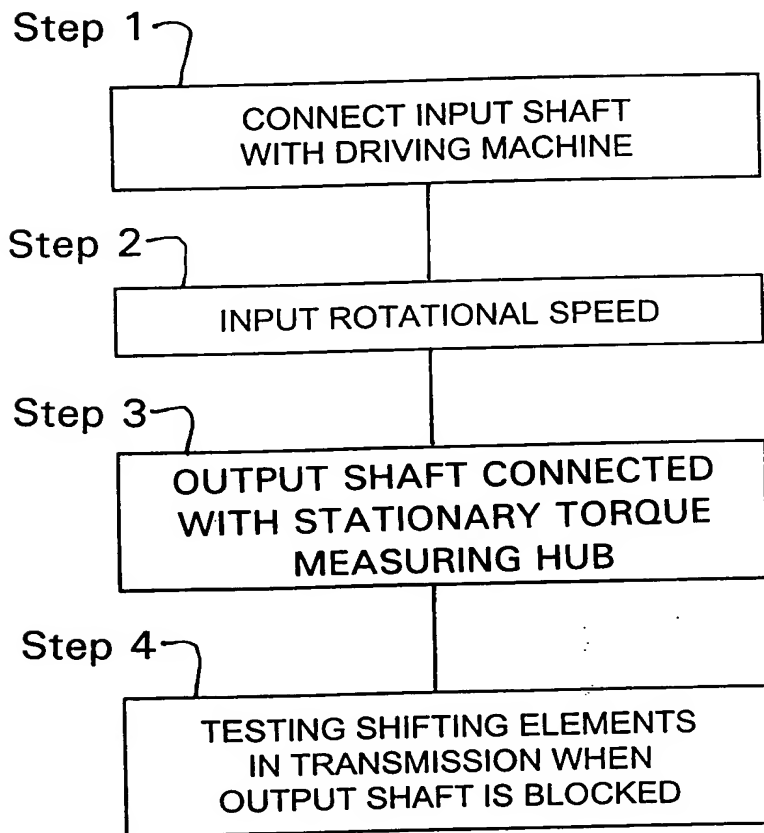 Step 1
CONNECT INPUT SHAFT
WITH DRIVING MACHINE
Step 2
INPUT ROTATIONAL SPEED
Step 3
OUTPUT SHAFT CONNECTED
WITH STATIONARY TORQUE
MEASURING HUB
Step 4
TESTING SHIFTING ELEMENTS
IN TRANSMISSION WHEN
OUTPUT SHAFT IS BLOCKED